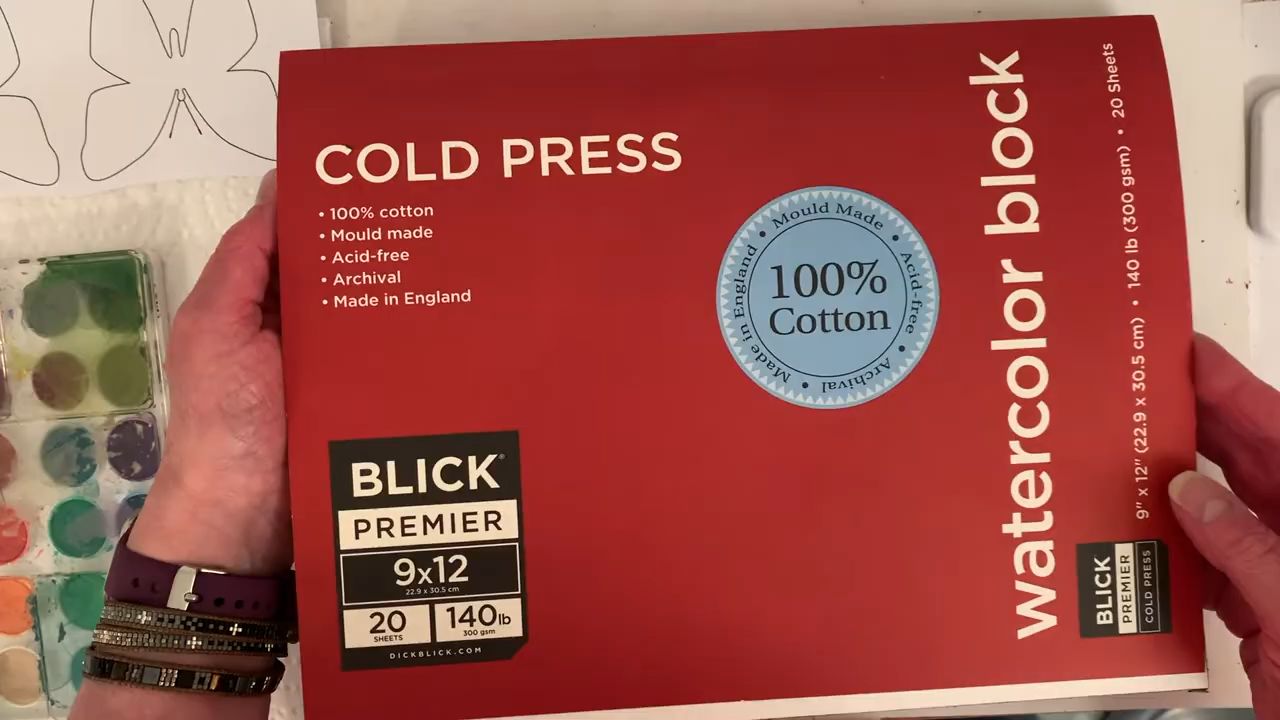 COLD PRESS
• 100% cotton
• Mould made
• Acid-free
• Archival
• Made in England
Made in England • Mould Made • Acid-free • Archival •
100%
Cotton
BLICK®
PREMIER
9x12
22.9 x 30.5 cm
20
SHEETS
140lb
300 gsm
DICKBLICK.COM
watercolor block
9" x 12" (22.9 x 30.5 cm) • 140 lb (300 gsm) • 20 Sheets
BLICK
PREMIER
COLD PRESS